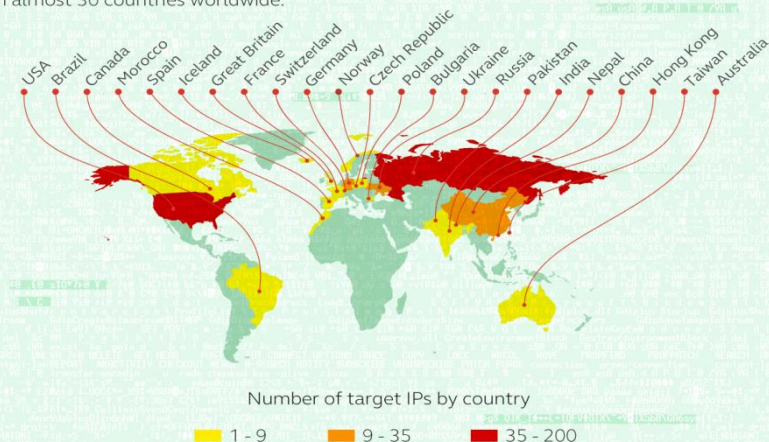 almost 30 countries worldwide.
USA
Brazil
Canada
Morocco
Spain
Iceland
Great Britain
France
Switzerland
Germany
Norway
Czech Republic
Poland
Bulgaria
Ukraine
Russia
Pakistan
India
Nepal
China
Hong Kong
Taiwan
Australia
Number of target IPs by country
1 - 9
9 - 35
35 - 200